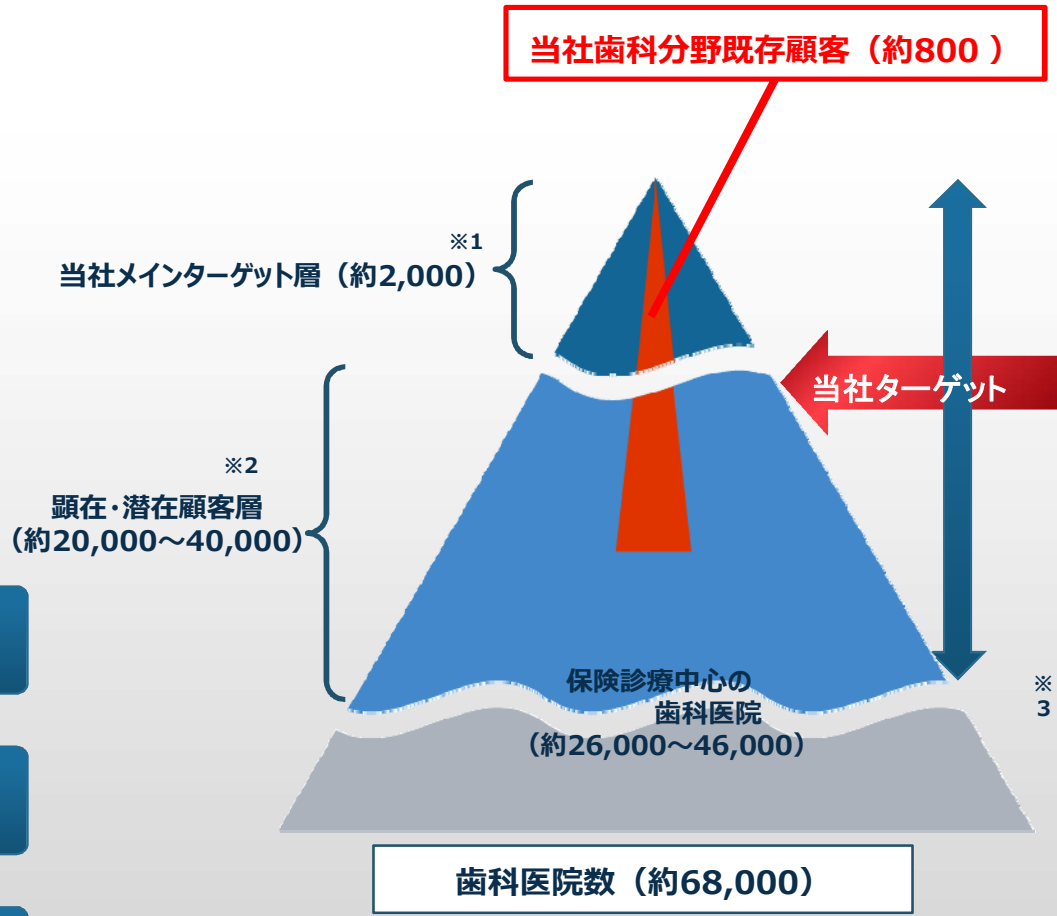 当社歯科分野既存顧客（約800 ）
※1
当社メインターゲット層（約2,000）
当社ターゲット
※2
顕在・潜在顧客層
（約20,000～40,000）
保険診療中心の
歯科医院
（約26,000～46,000）
※
3
歯科医院数（約68,000）